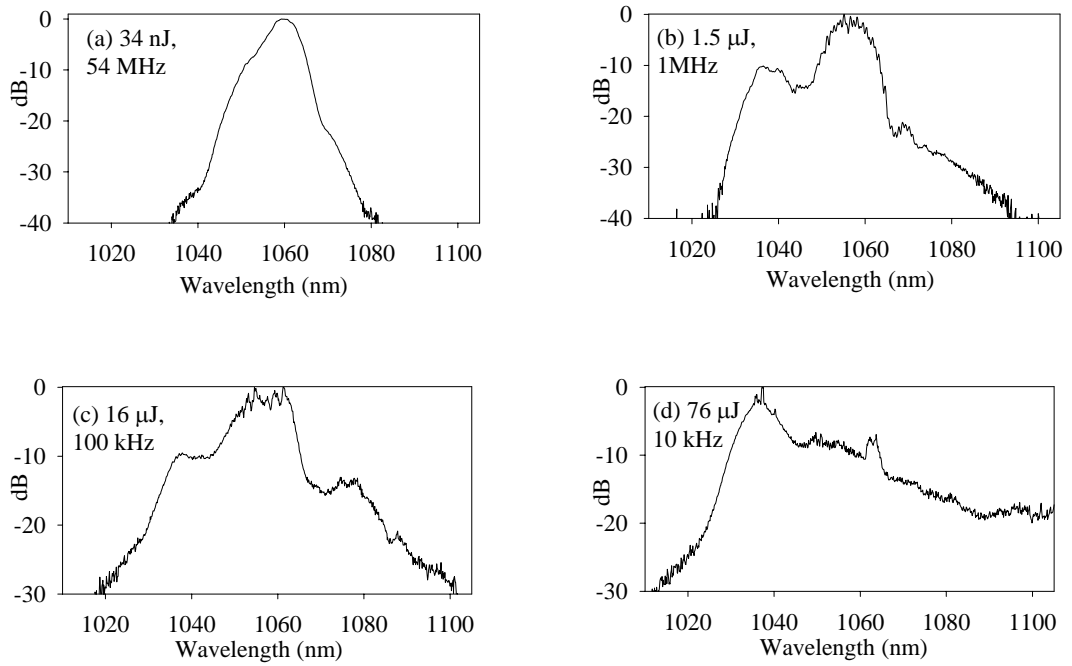 0
-10
-20
-30
-40
dB
(a) 34 nJ,
54 MHz
1020 1040 1060 1080 1100
Wavelength (nm)
0
-10
-20
-30
-40
dB
(b) 1.5 μJ,
1MHz
1020 1040 1060 1080 1100
Wavelength (nm)
0
-10
-20
-30
dB
(c) 16 μJ,
100 kHz
1020 1040 1060 1080 1100
Wavelength (nm)
0
-10
-20
-30
dB
(d) 76 μJ
10 kHz
1020 1040 1060 1080 1100
Wavelength (nm)